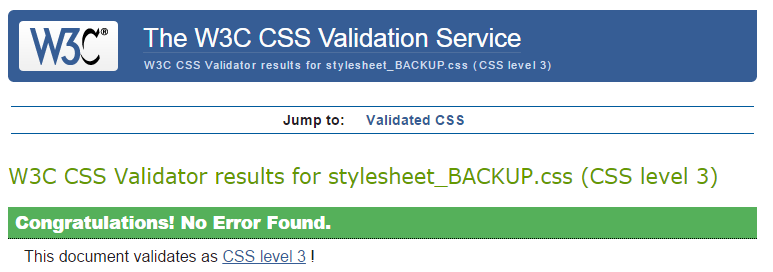 W3C®
The W3C CSS Validation Service
W3C CSS Validator results for stylesheet_BACKUP.css (CSS level 3)
Jump to: Validated CSS
W3C CSS Validator results for stylesheet_BACKUP.css (CSS level 3)
Congratulations! No Error Found.
This document validates as CSS level 3 !